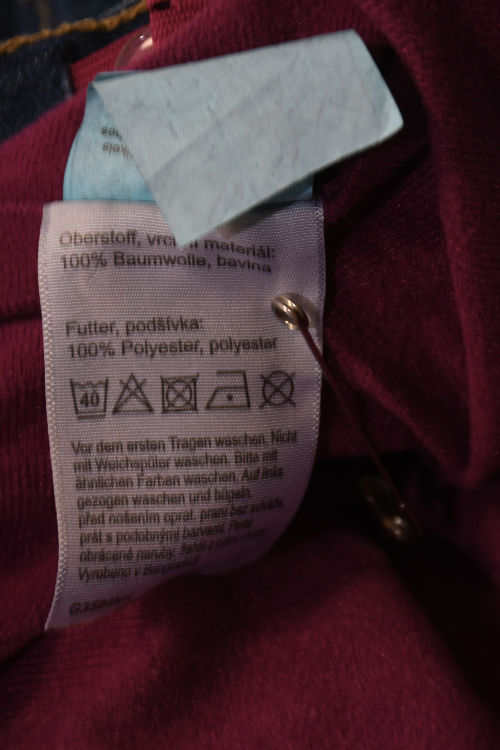 Oberstoff, materiál:
100% Baumwolle, bavlna
Futter, podšívka:
100% Polyester, polyester
40
Vor dem ersten Tragen waschen. Nicht
mit Weichspüler waschen. Bitte mit
ähnlichen Farben waschen. Auf links
gezogen waschen und bügeln.
před nošením oprat, praní bez
prát s podobnými barvami. Perte
obrácené naruby,
Vyrobeno v